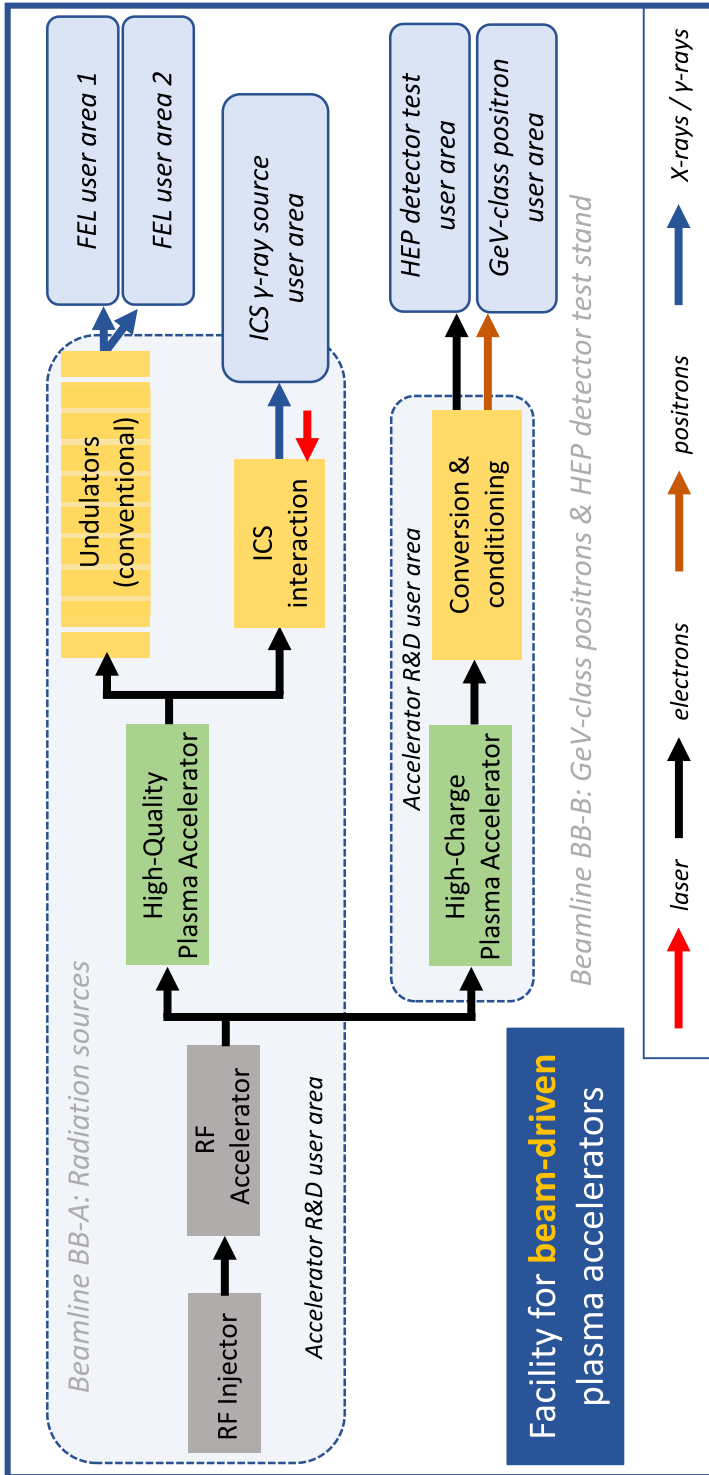 Beamline BB-A: Radiation sources
RF Injector
RF
Accelerator
Accelerator R&D user area
High-Quality
Plasma Accelerator
Undulators
(conventional)
ICS
interaction
FEL user area 1
FEL user area 2
ICS γ-ray source
user area
Accelerator R&D user area
High-Charge
Plasma Accelerator
Conversion &
conditioning
HEP detector test
user area
GeV-class positron
user area
Beamline BB-B: GeV-class positrons & HEP detector test stand
Facility for beam-driven
plasma accelerators
laser
electrons
positrons
X-rays / γ-rays